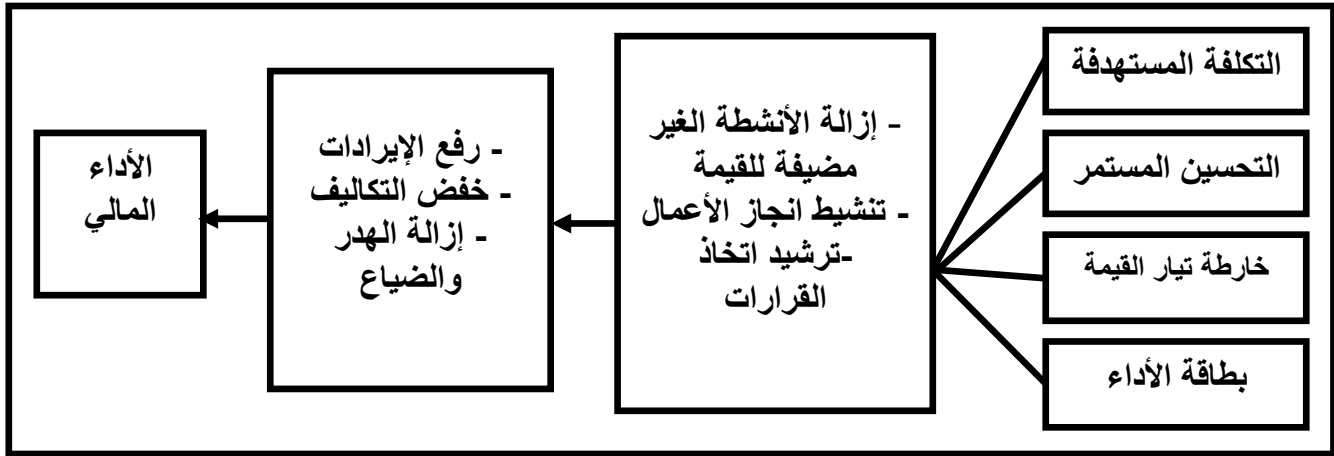 التكلفة المستهدفة
التحسين المستمر
خارطة تيار القيمة
بطاقة الأداء
- إزالة الأنشطة الغير
مضيفة للقيمة
- تنشيط انجاز الأعمال
-ترشيد اتخاذ
القرارات
- رفع الإيرادات
- خفض التكاليف
- إزالة الهدر
والضياع
الأداء
المالي